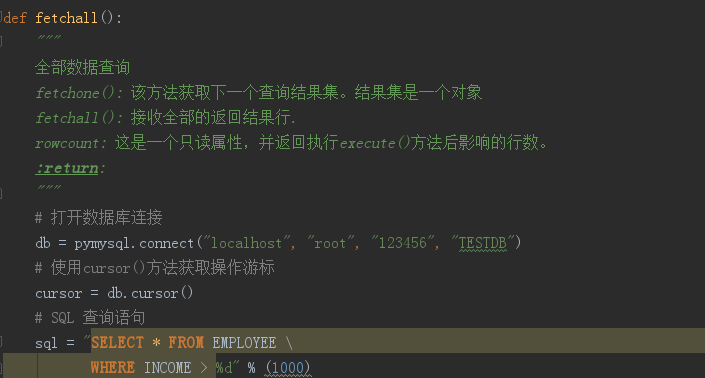 def fetchall():
"""
全部数据查询
fetchone(): 该方法获取下一个查询结果集。结果集是一个对象
fetchall(): 接收全部的返回结果行.
rowcount: 这是一个只读属性，并返回执行execute()方法后影响的行数。
:return:
"""
# 打开数据库连接
db = pymysql.connect("localhost", "root", "123456", "TESTDB")
# 使用cursor()方法获取操作游标
cursor = db.cursor()
# SQL 查询语句
sql = "SELECT * FROM EMPLOYEE \
WHERE INCOME > %d" % (1000)